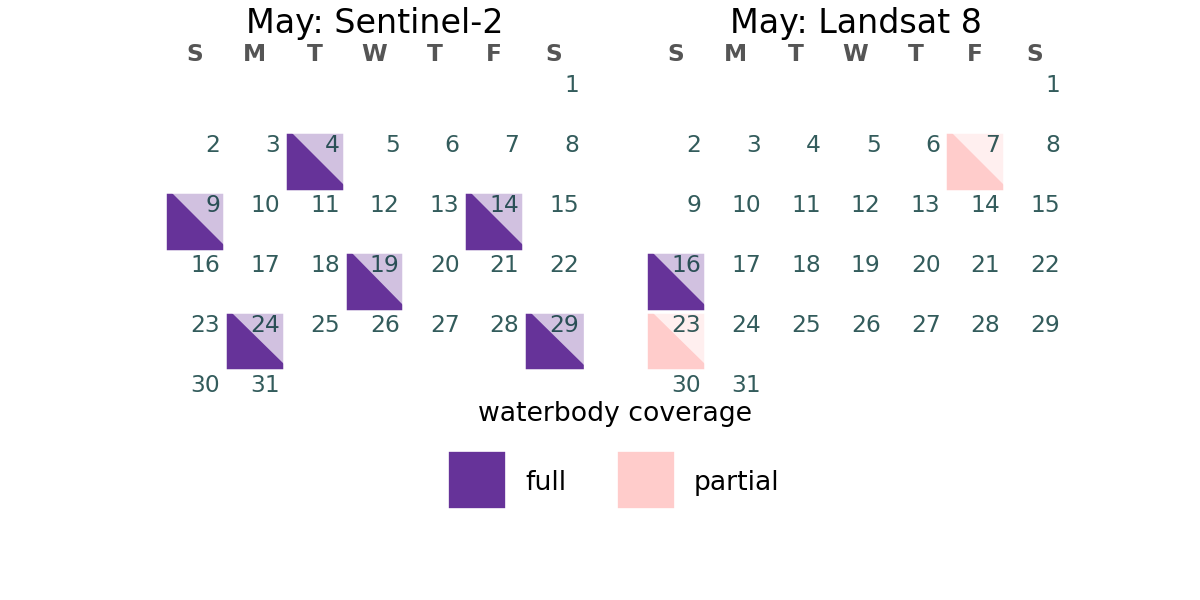 May: Sentinel-2
S M T W T F S
1
2 3 4 5 6 7 8
9 10 11 12 13 14 15
16 17 18 19 20 21 22
23 24 25 26 27 28 29
30 31
May: Landsat 8
S M T W T F S
1
2 3 4 5 6 7 8
9 10 11 12 13 14 15
16 17 18 19 20 21 22
23 24 25 26 27 28 29
30 31
waterbody coverage
full partial